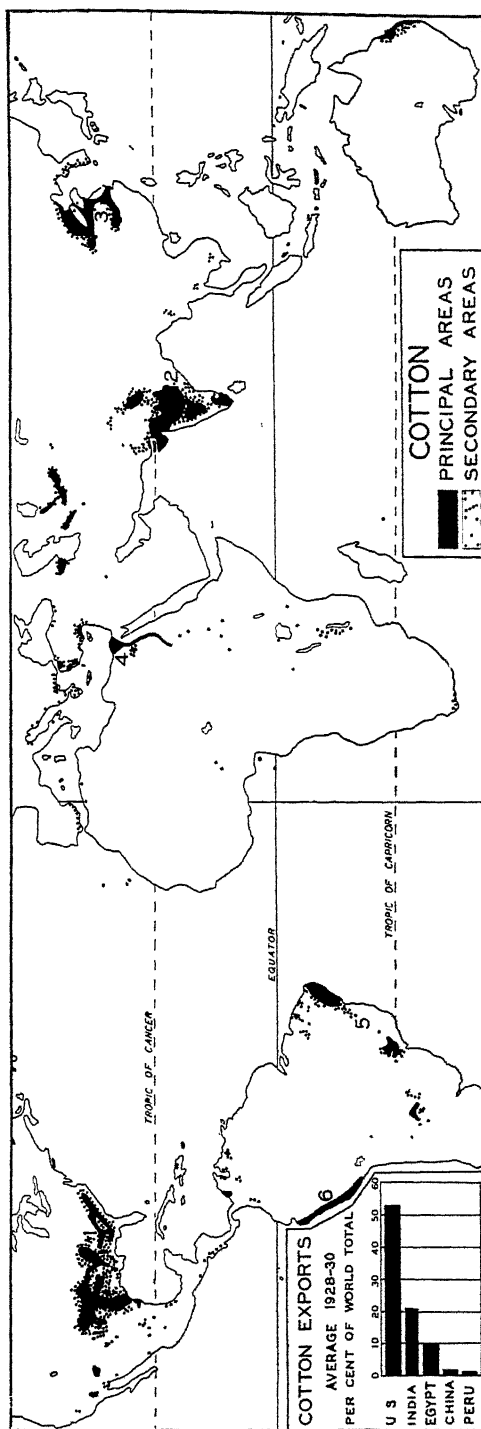 TROPIC OF CANCER
EQUATOR
TROPIC OF CAPRICORN
1
2
3
4
5
6
COTTON EXPORTS
AVERAGE 1928-30
PER CENT OF WORLD TOTAL
0 10 20 30 40 50 60
U S
INDIA
EGYPT
CHINA
PERU
COTTON
PRINCIPAL AREAS
SECONDARY AREAS